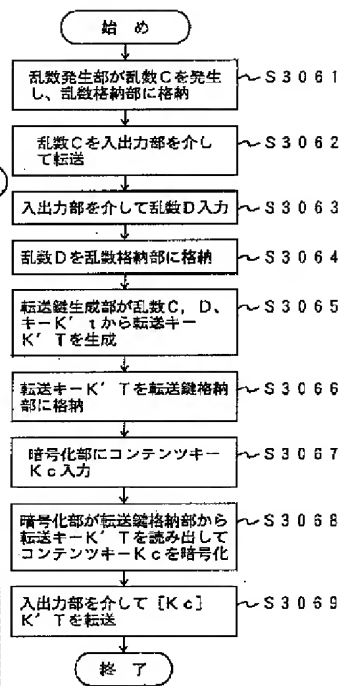 始め
乱数発生部が乱数Cを発生
し、乱数格納部に格納
S3061
乱数Cを入出力部を介し
て転送
S3062
入出力部を介して乱数D入力
S3063
乱数Dを乱数格納部に格納
S3064
転送鍵生成部が乱数C,D、
キーK'tから転送キー
K'Tを生成
S3065
転送キーK'Tを転送鍵格納
部に格納
S3066
暗号化部にコンテンツキー
Kc入力
S3067
暗号化部が転送鍵格納部から
転送キーK'Tを読み出して
コンテンツキーKcを暗号化
S3068
入出力部を介して[Kc]
K'Tを転送
S3069
終了